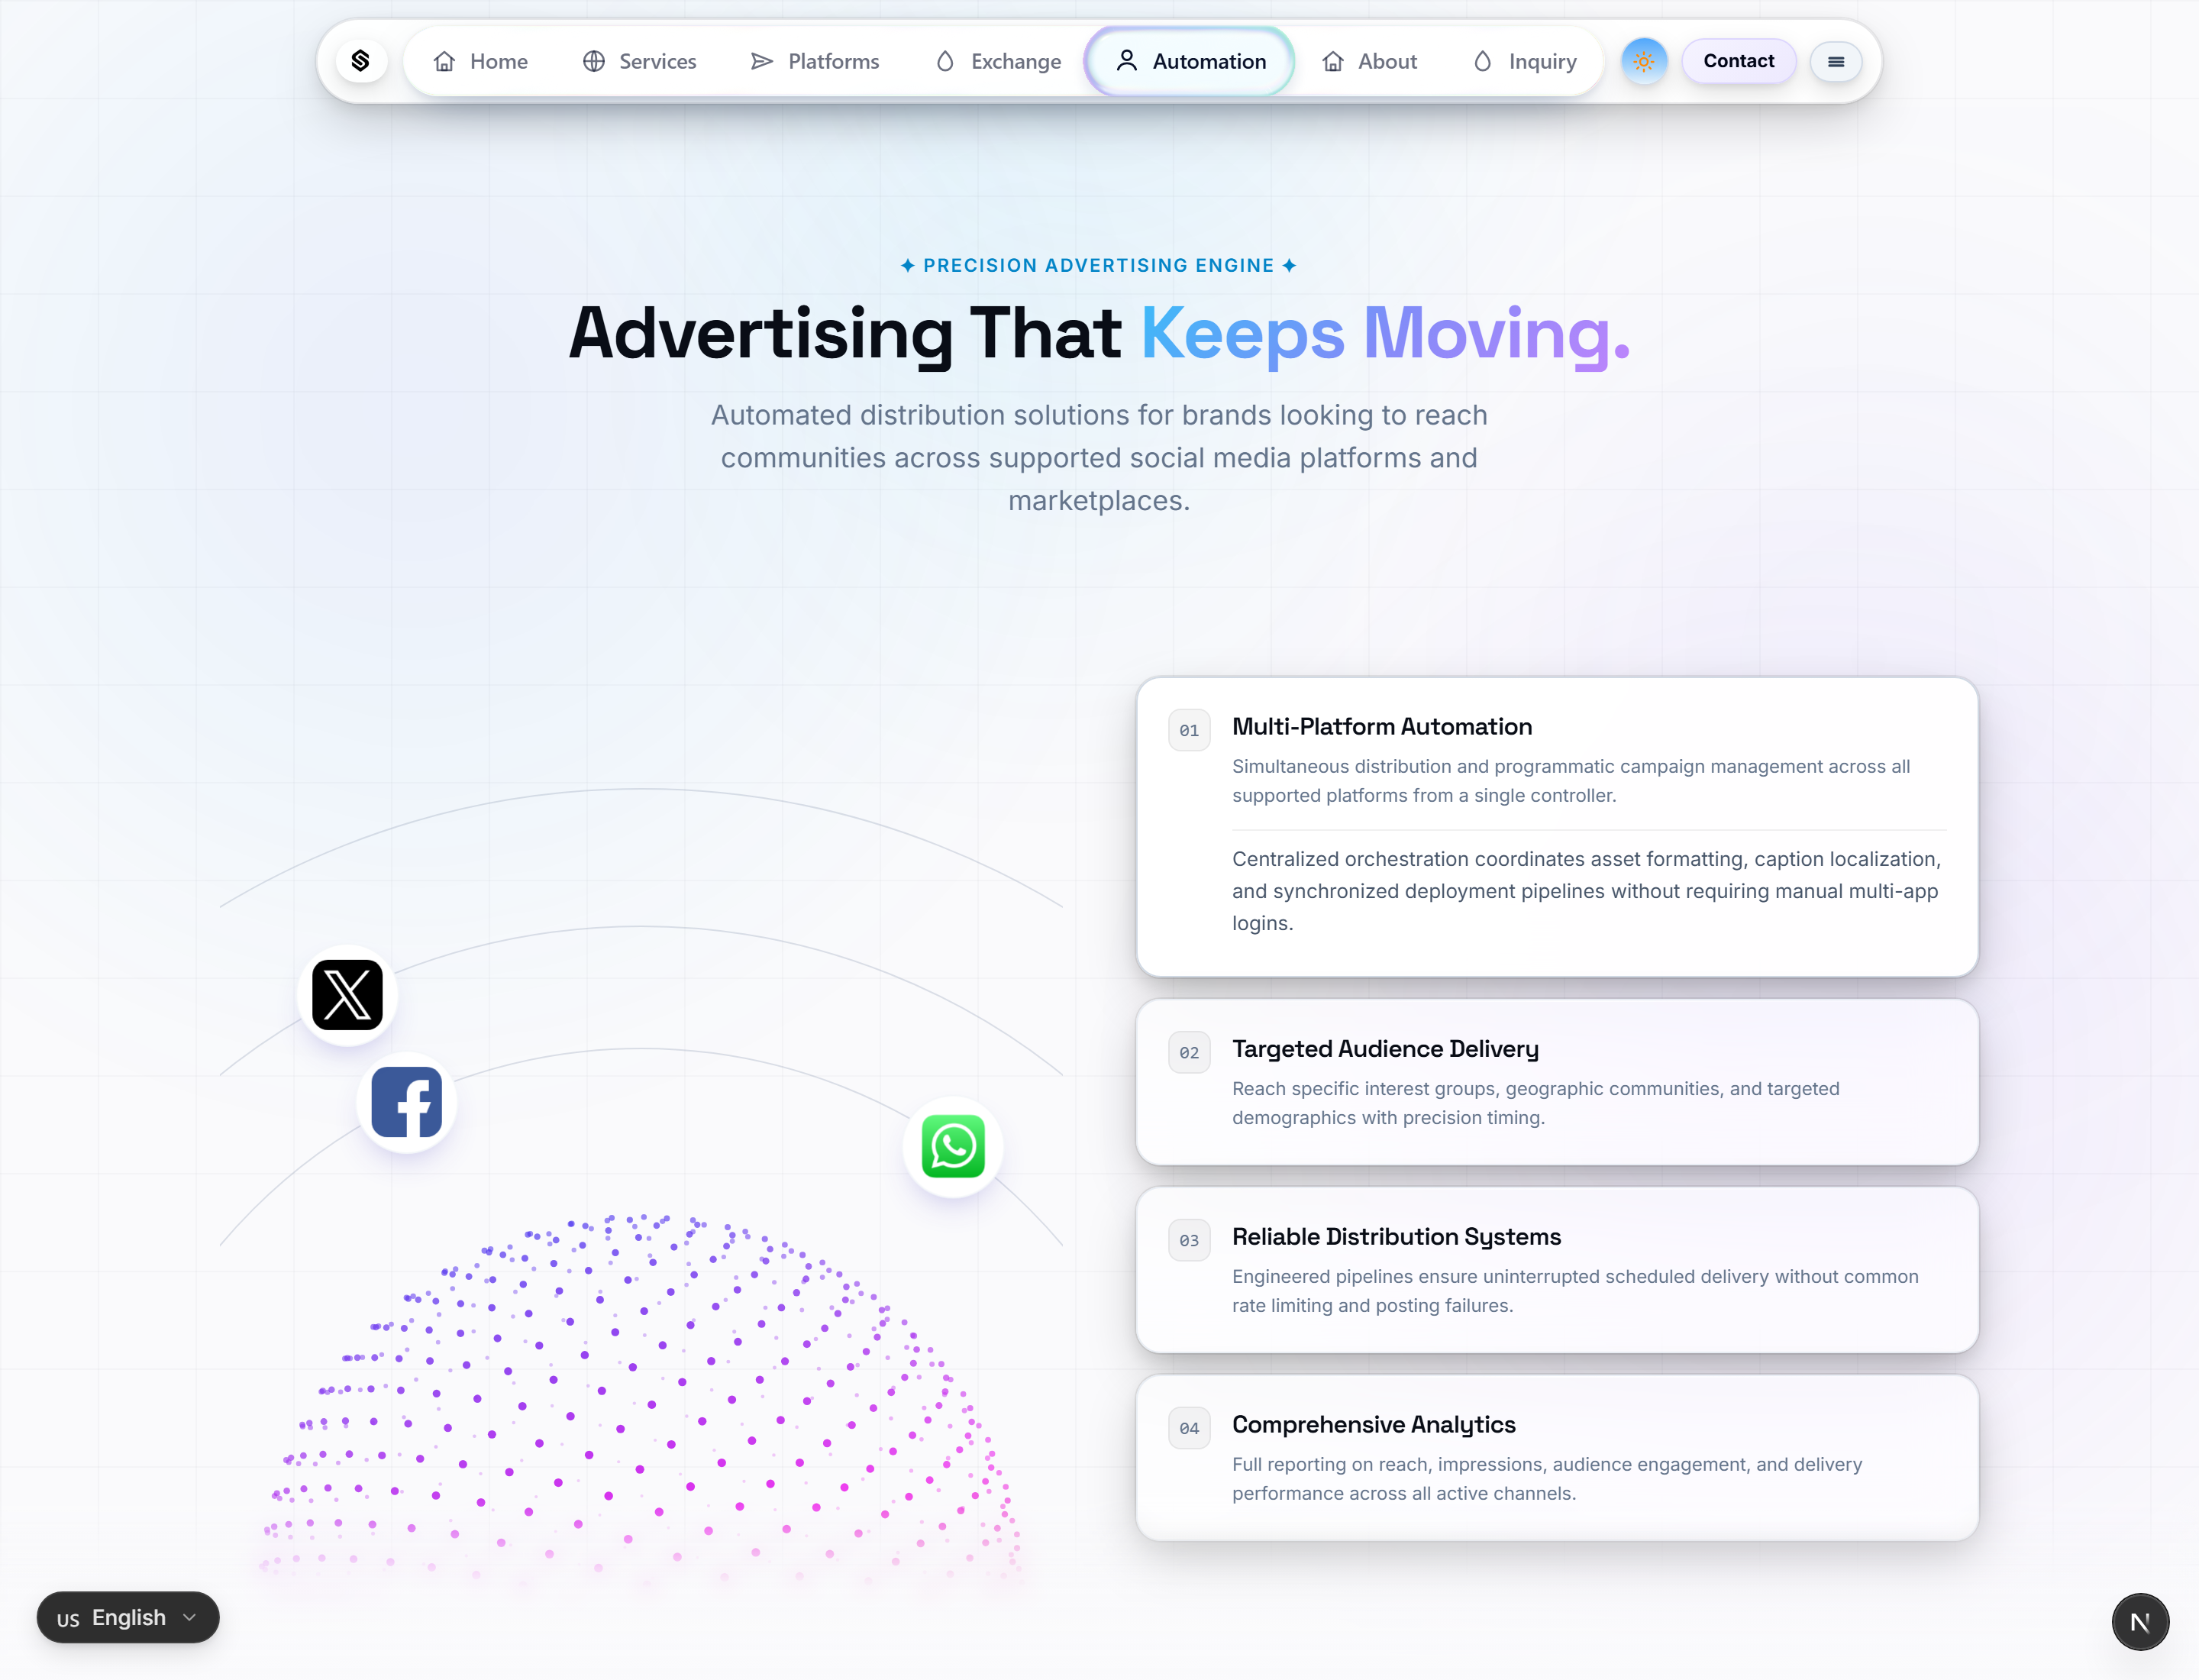 Home
Services
Platforms
Exchange
Automation
About
Inquiry
Contact
✦ PRECISION ADVERTISING ENGINE ✦
Advertising That Keeps Moving.
Automated distribution solutions for brands looking to reach
communities across supported social media platforms and
marketplaces.
01
Multi-Platform Automation
Simultaneous distribution and programmatic campaign management across all
supported platforms from a single controller.
Centralized orchestration coordinates asset formatting, caption localization,
and synchronized deployment pipelines without requiring manual multi-app
logins.
02
Targeted Audience Delivery
Reach specific interest groups, geographic communities, and targeted
demographics with precision timing.
03
Reliable Distribution Systems
Engineered pipelines ensure uninterrupted scheduled delivery without common
rate limiting and posting failures.
04
Comprehensive Analytics
Full reporting on reach, impressions, audience engagement, and delivery
performance across all active channels.
US English
N